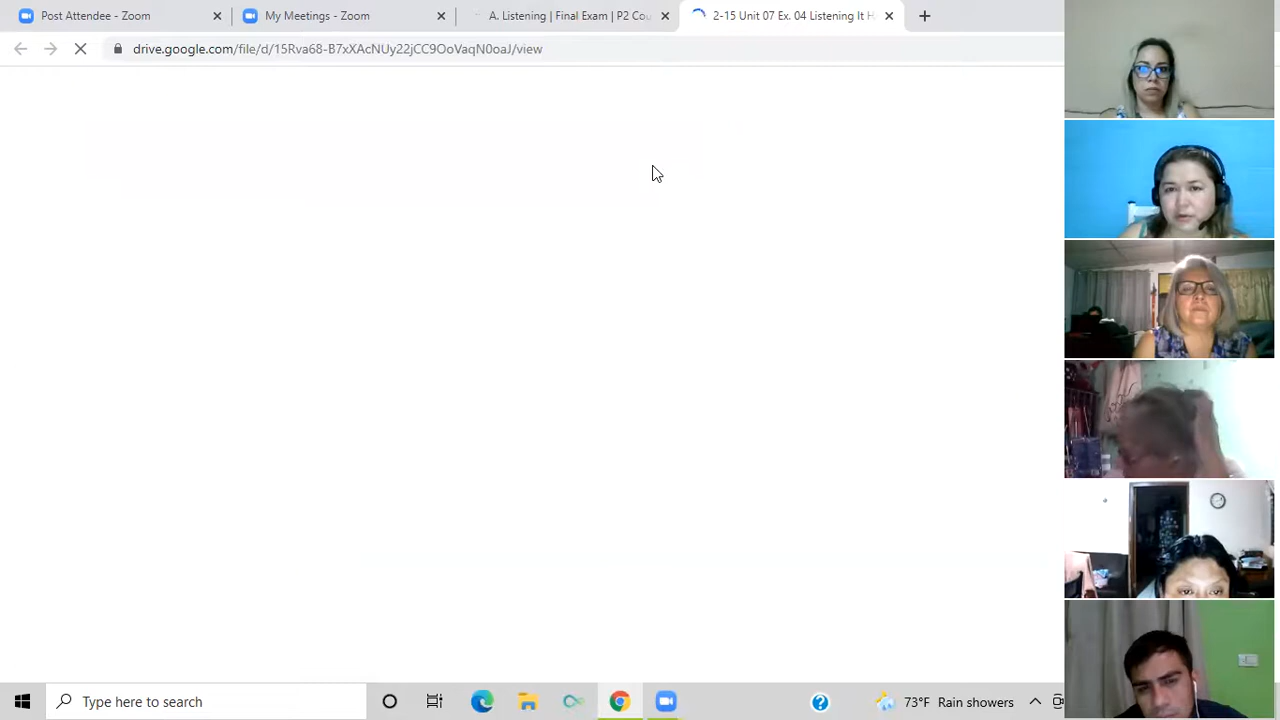 Post Attendee - Zoom
My Meetings - Zoom
A. Listening | Final Exam | P2 Cou
2-15 Unit 07 Ex. 04 Listening It H
drive.google.com/file/d/15Rva68-B7xXAcNUy22jCC9OoVaqN0oaJ/view
Type here to search
73°F Rain showers